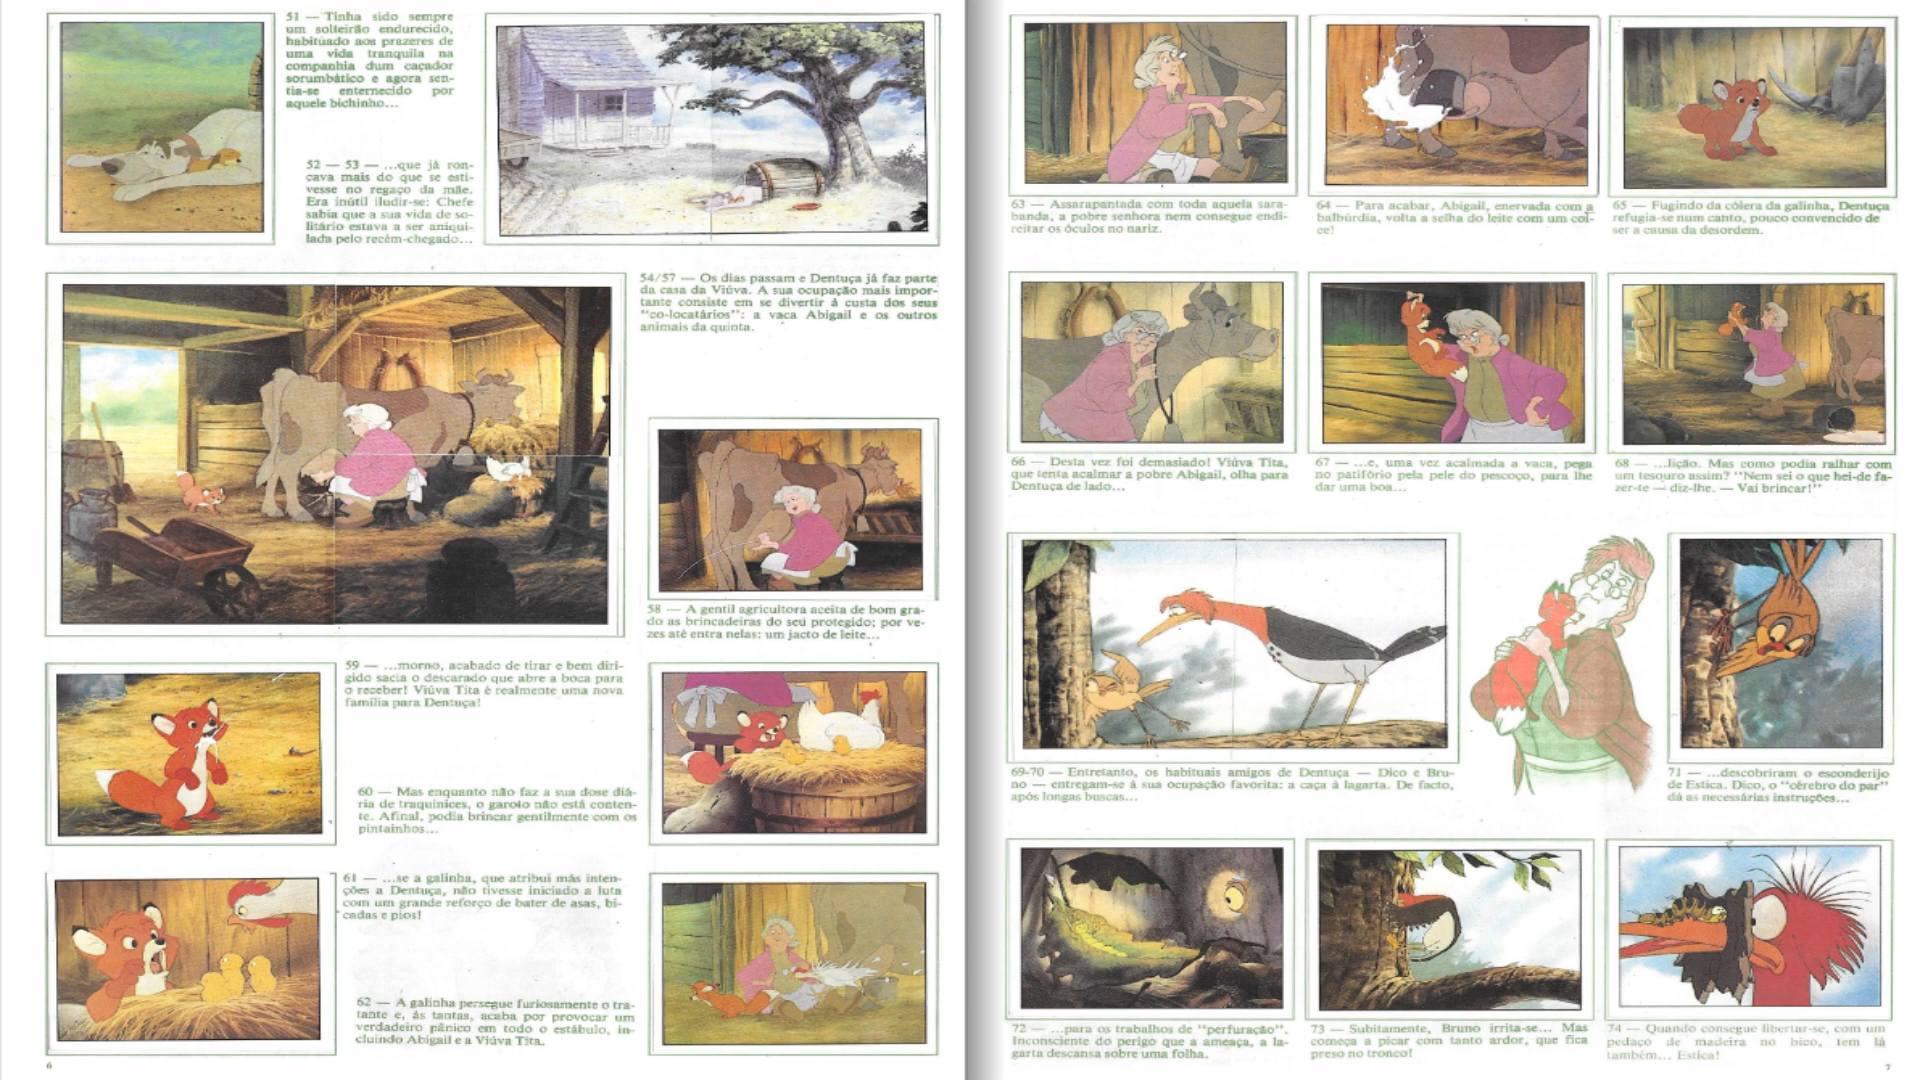 51 — Tinha sido sempre
um solteirão endurecido,
habituado aos prazeres de
uma vida tranquila na
companhia dum caçador
sorumbático e agora sen-
tia-se enternecido por
aquele bichinho...
52 — 53 — ...que já ron-
cava mais do que se esti-
vesse no regaço da mãe.
Era inútil iludir-se: Chefe
sabia que a sua vida de so-
litário estava a ser aniqui-
lada pelo recém-chegado...
54/57 — Os dias passam e Dentuça já faz parte
da casa da Viúva. A sua ocupação mais impor-
tante consiste em se divertir à custa dos seus
"co-locatários": a vaca Abigail e os outros
animais da quinta.
58 — A gentil agricultora aceita de bom gra-
do as brincadeiras do seu protegido; por ve-
zes até entra nelas: um jacto de leite...
59 — ...morno, acabado de tirar e bem diri-
gido sacia o descarado que abre a boca para
o receber! Viúva Tita é realmente uma nova
família para Dentuça!
60 — Mas enquanto não faz a sua dose diá-
ria de traquinices, o garoto não está conten-
te. Afinal, podia brincar gentilmente com os
pintainhos...
61 — ...se a galinha, que atribui más inten-
ções a Dentuça, não tivesse iniciado a luta
com um grande reforço de bater de asas, bi-
cadas e pios!
62 — A galinha persegue furiosamente o tra-
tante e, às tantas, acaba por provocar um
verdadeiro pânico em todo o estábulo, in-
cluindo Abigail e a Viúva Tita.
6
63 — Assarapantada com toda aquela sara-
banda, a pobre senhora nem consegue endi-
reitar os óculos no nariz.
64 — Para acabar, Abigail, enervada com a
balbúrdia, volta a selha do leite com um coi-
ce!
65 — Fugindo da cólera da galinha, Dentuça
refugia-se num canto, pouco convencido de
ser a causa da desordem.
66 — Desta vez foi demasiado! Viúva Tita,
que tenta acalmar a pobre Abigail, olha para
Dentuça de lado...
67 — ...e, uma vez acalmada a vaca, pega
no patifório pela pele do pescoço, para lhe
dar uma boa...
68 — ...lição. Mas como podia ralhar com
um tesouro assim? "Nem sei o que hei-de fa-
zer-te — diz-lhe. — Vai brincar!"
69-70 — Entretanto, os habituais amigos de Dentuça — Dico e Bru-
no — entregam-se à sua ocupação favorita: a caça à lagarta. De facto,
após longas buscas...
71 — ...descobriram o esconderijo
de Estica. Dico, o "cérebro do par"
dá as necessárias instruções...
72 — ...para os trabalhos de "perfuração".
Inconsciente do perigo que a ameaça, a la-
garta descansa sobre uma folha.
73 — Subitamente, Bruno irrita-se... Mas
começa a picar com tanto ardor, que fica
preso no tronco!
74 — Quando consegue libertar-se, com um
pedaço de madeira no bico, tem lá
também... Estica!
7